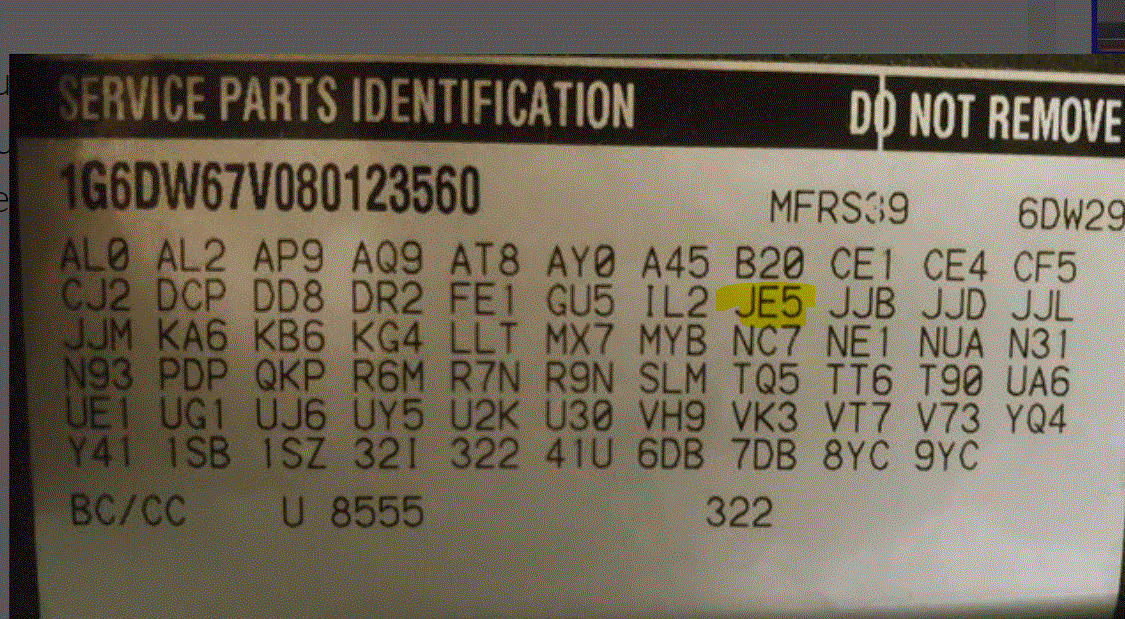 SERVICE PARTS IDENTIFICATION DO NOT REMOVE
1G6DW67V080123560 MFRS39 6DW29
AL0 AL2 AP9 AQ9 AT8 AY0 A45 B20 CE1 CE4 CF5
CJ2 DCP DD8 DR2 FE1 GU5 IL2 JE5 JJB JJD JJL
JJM KA6 KB6 KG4 LLT MX7 MYB NC7 NE1 NUA N31
N93 PDP QKP R6M R7N R9N SLM TQ5 TT6 T90 UA6
UE1 UG1 UJ6 UY5 U2K U30 VH9 VK3 VT7 V73 YQ4
Y41 1SB 1SZ 32I 322 41U 6DB 7DB 8YC 9YC
BC/CC U 8555 322